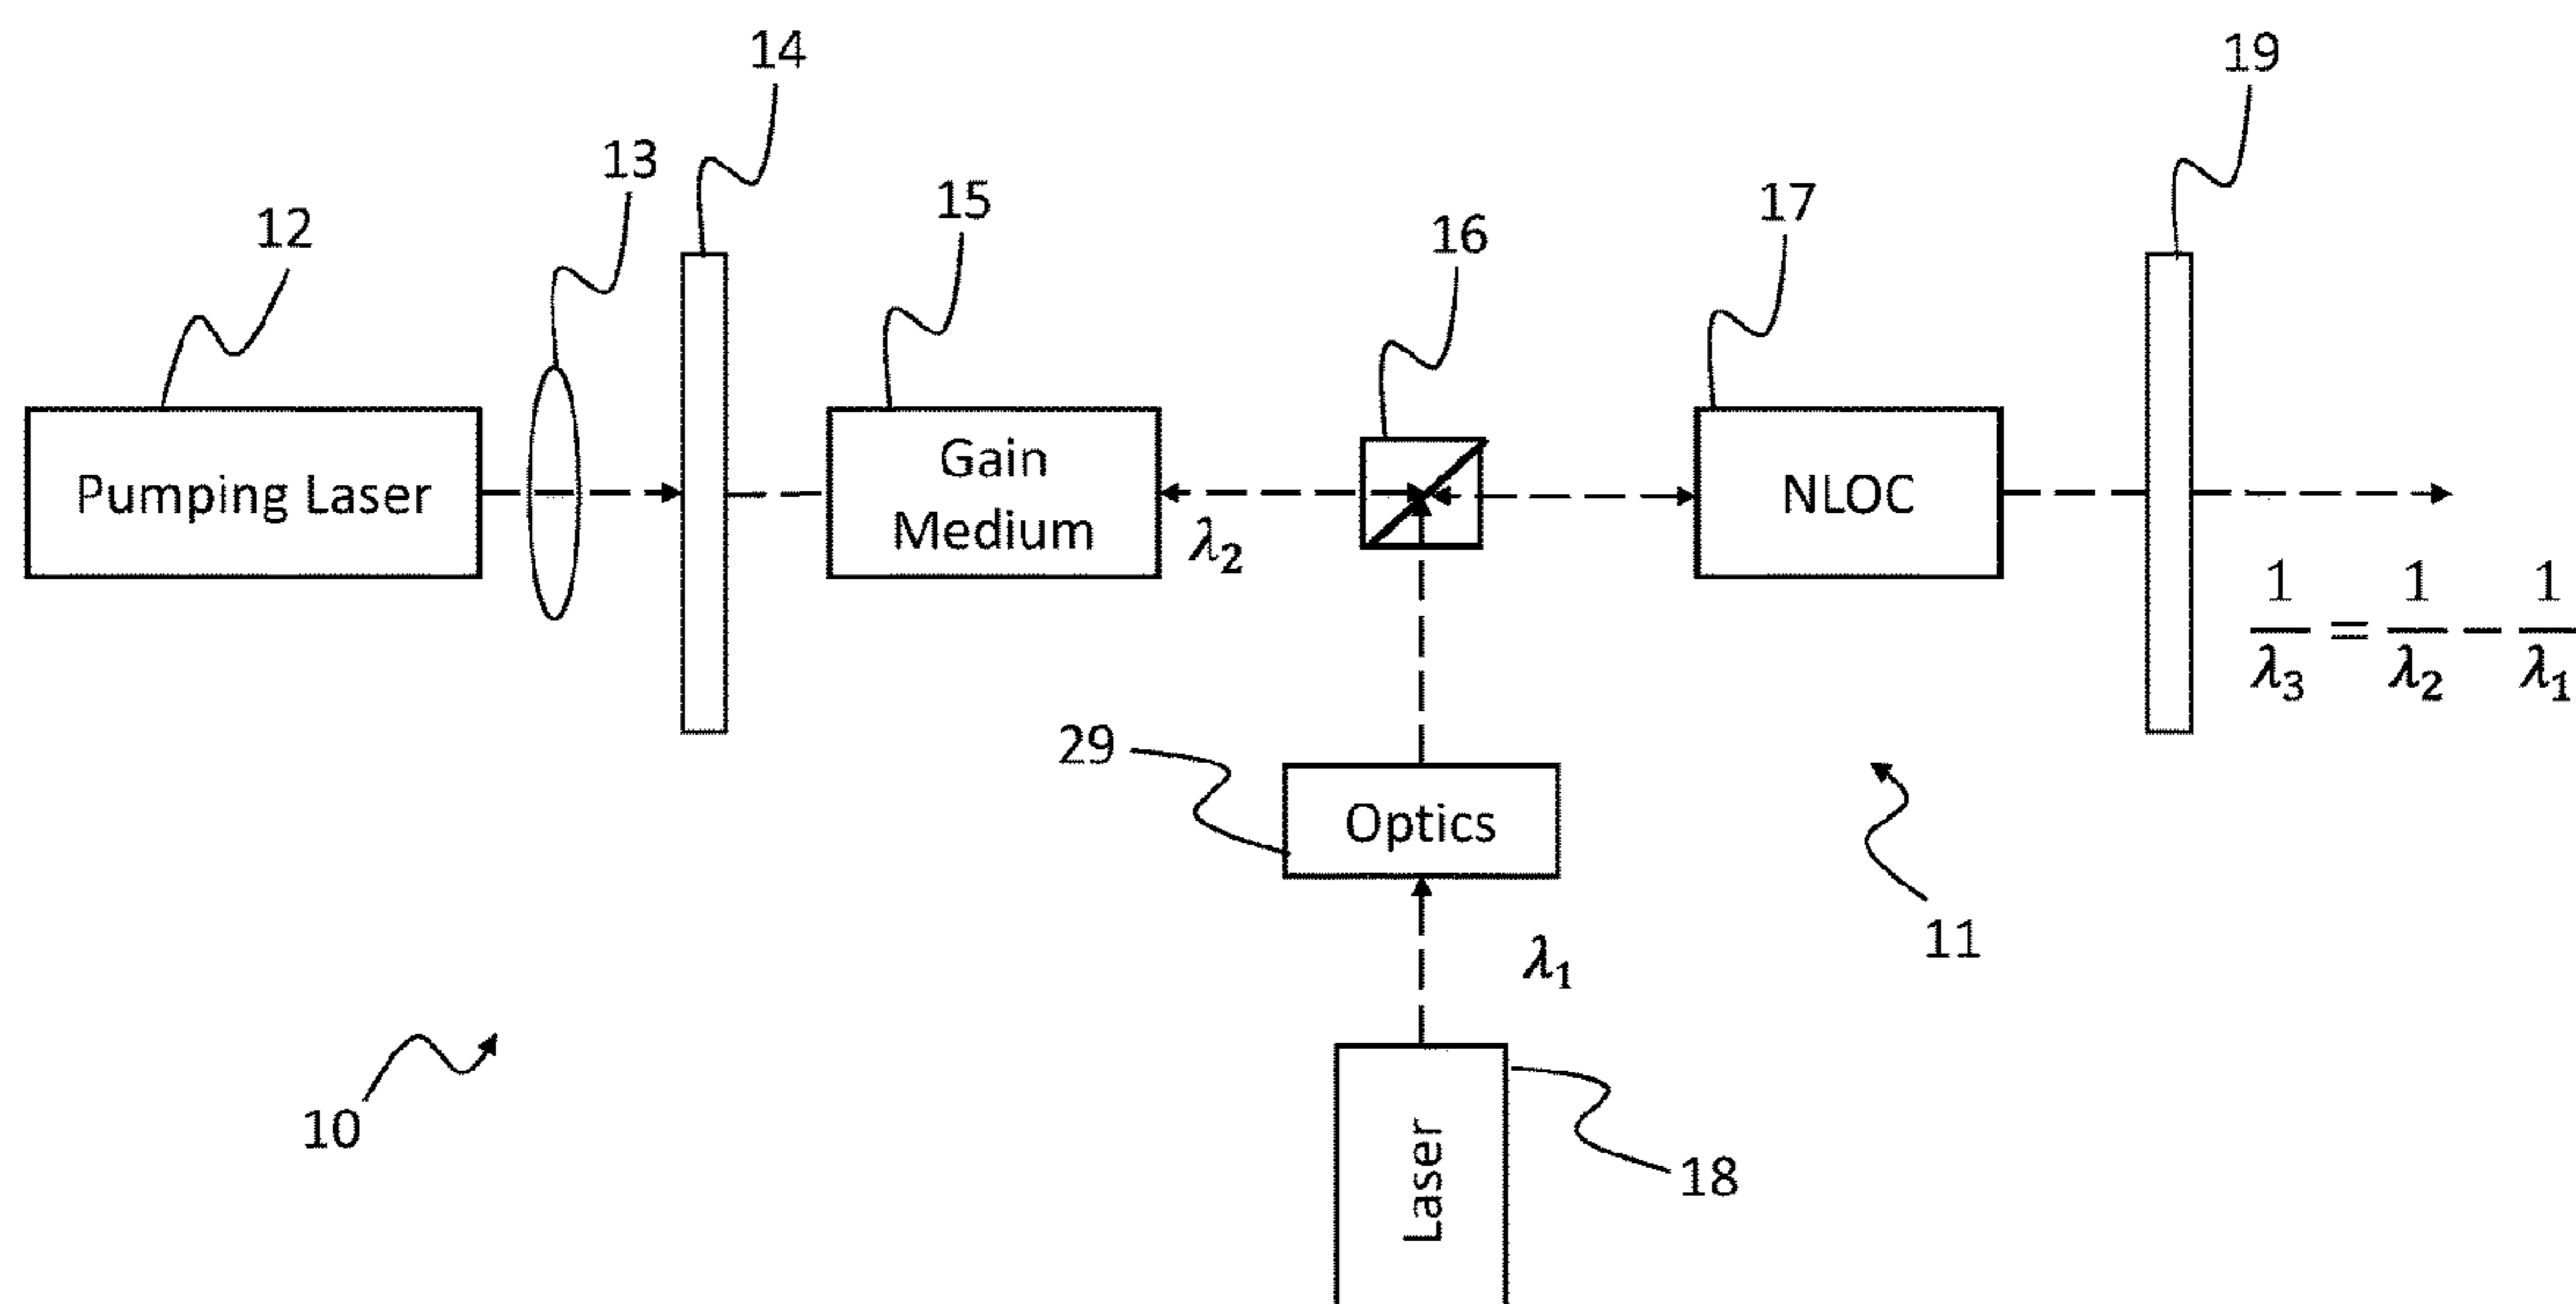 14
19
13
15
17
12
16
Pumping Laser
Gain
Medium
NLOC
λ₂
1/λ₃ = 1/λ₂ − 1/λ₁
29
Optics
11
λ₁
10
18
Laser